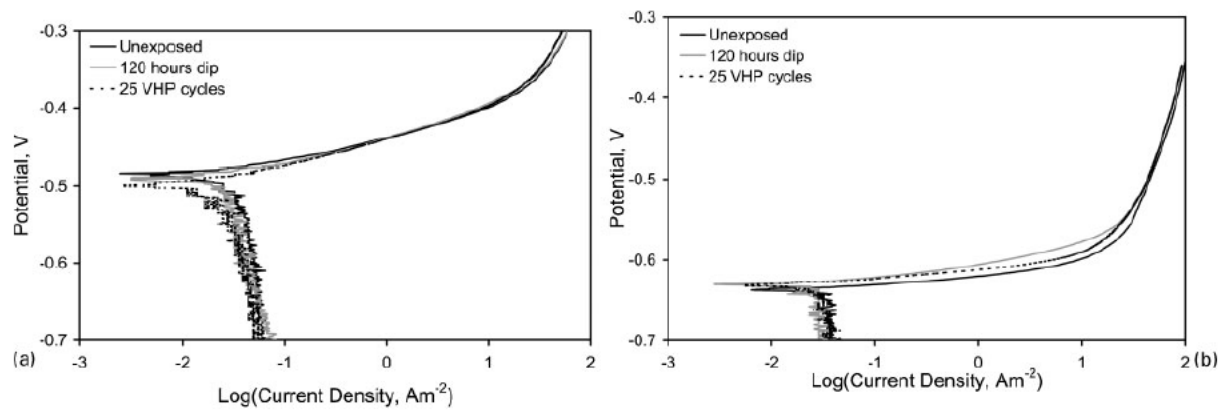 -0.3
Unexposed
120 hours dip
25 VHP cycles
-0.4
Potential, V
-0.5
-0.6
-0.7
-3
-2
-1
0
1
2
(a)
Log(Current Density, Am⁻²)
-0.3
Unexposed
120 hours dip
25 VHP cycles
-0.4
Potential, V
-0.5
-0.6
-0.7
-3
-2
-1
0
1
2
(b)
Log(Current Density, Am⁻²)